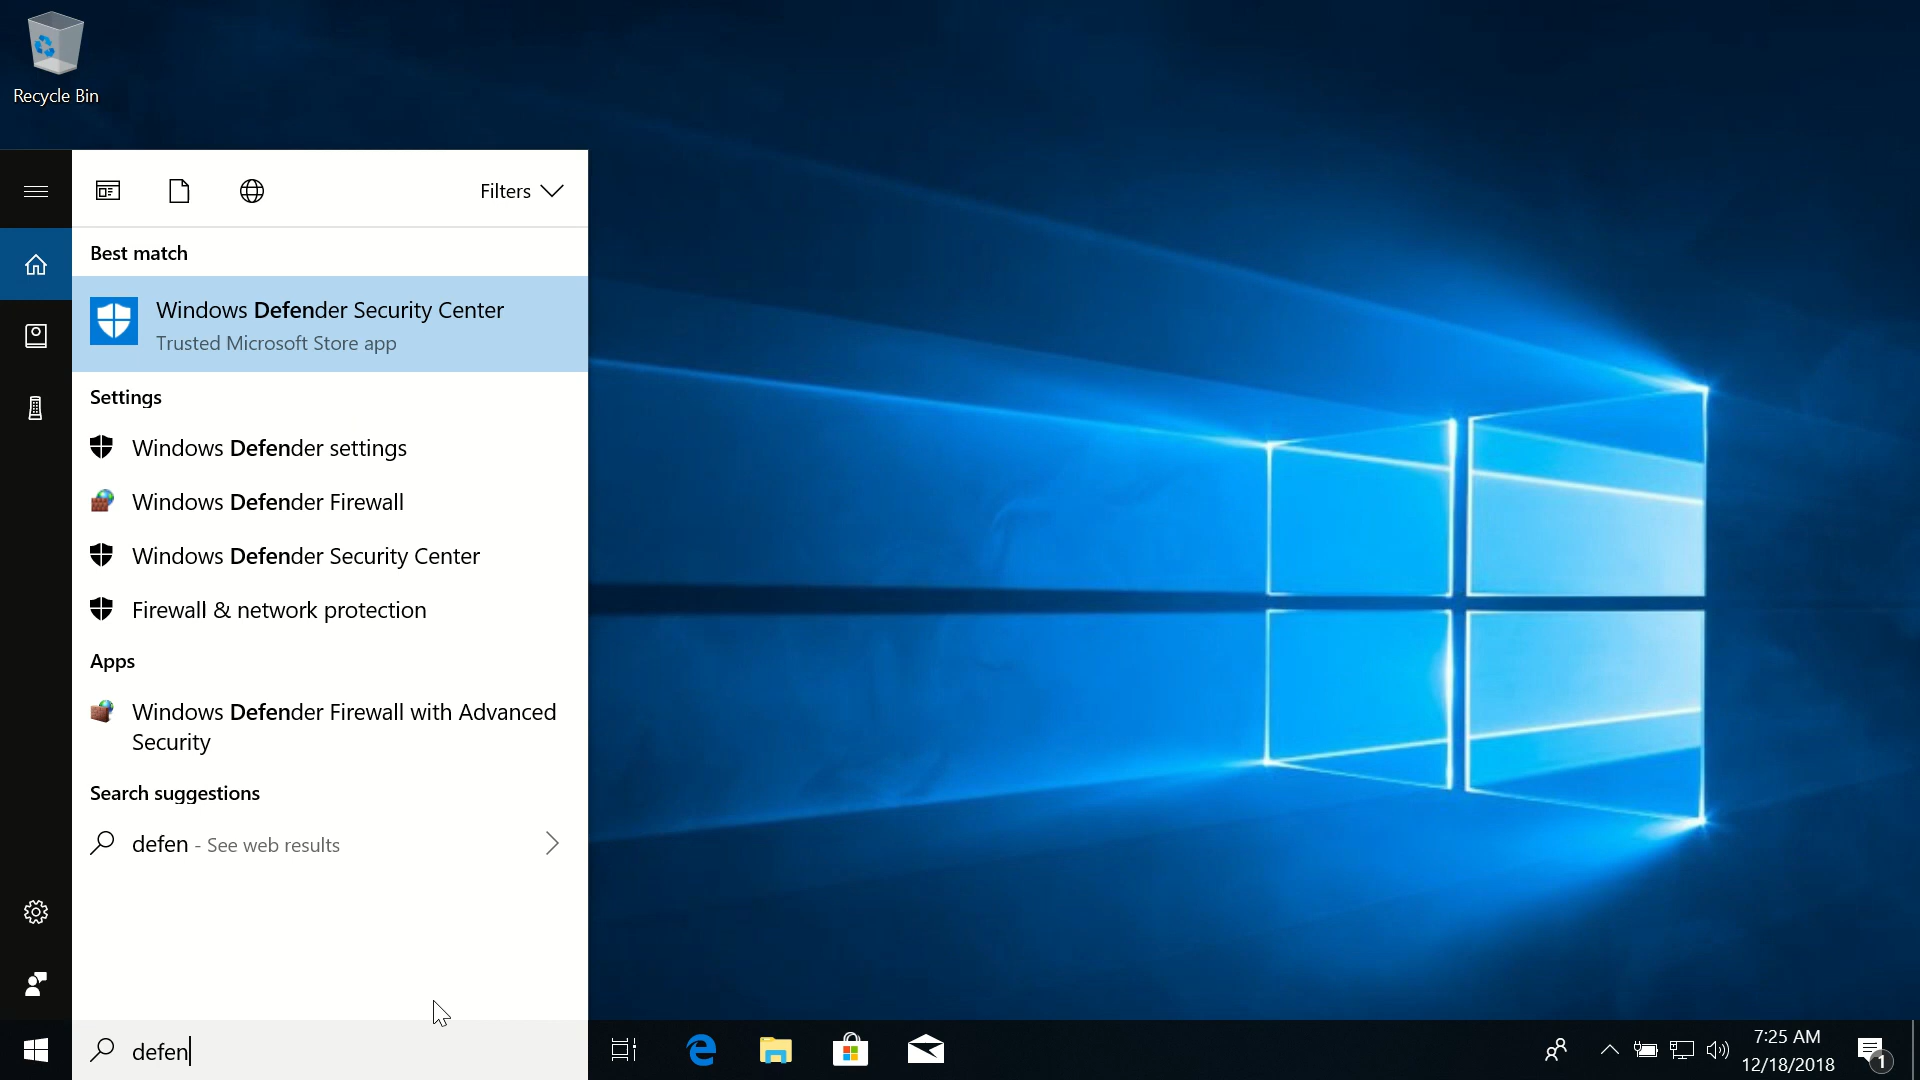 Recycle Bin
Filters
Best match
Windows Defender Security Center
Trusted Microsoft Store app
Settings
Windows Defender settings
Windows Defender Firewall
Windows Defender Security Center
Firewall & network protection
Apps
Windows Defender Firewall with Advanced
Security
Search suggestions
defen - See web results
defen
7:25 AM
12/18/2018
1